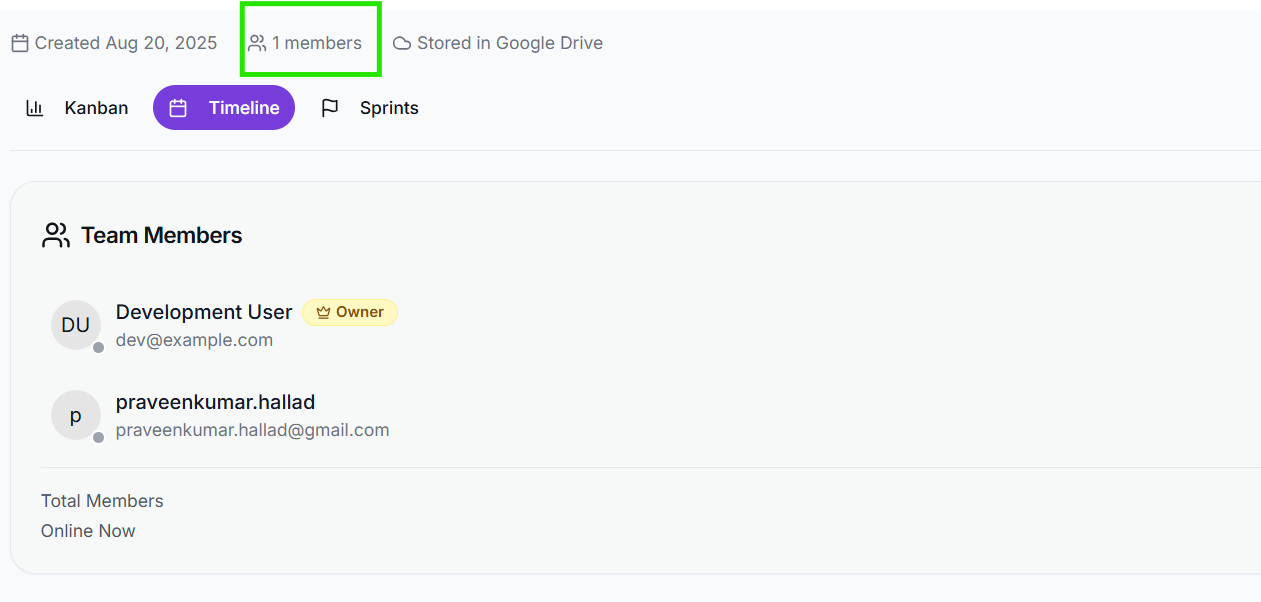 Created Aug 20, 2025 1 members Stored in Google Drive
Kanban Timeline Sprints
Team Members
DU Development User Owner
dev@example.com
p praveenkumar.hallad
praveenkumar.hallad@gmail.com
Total Members
Online Now